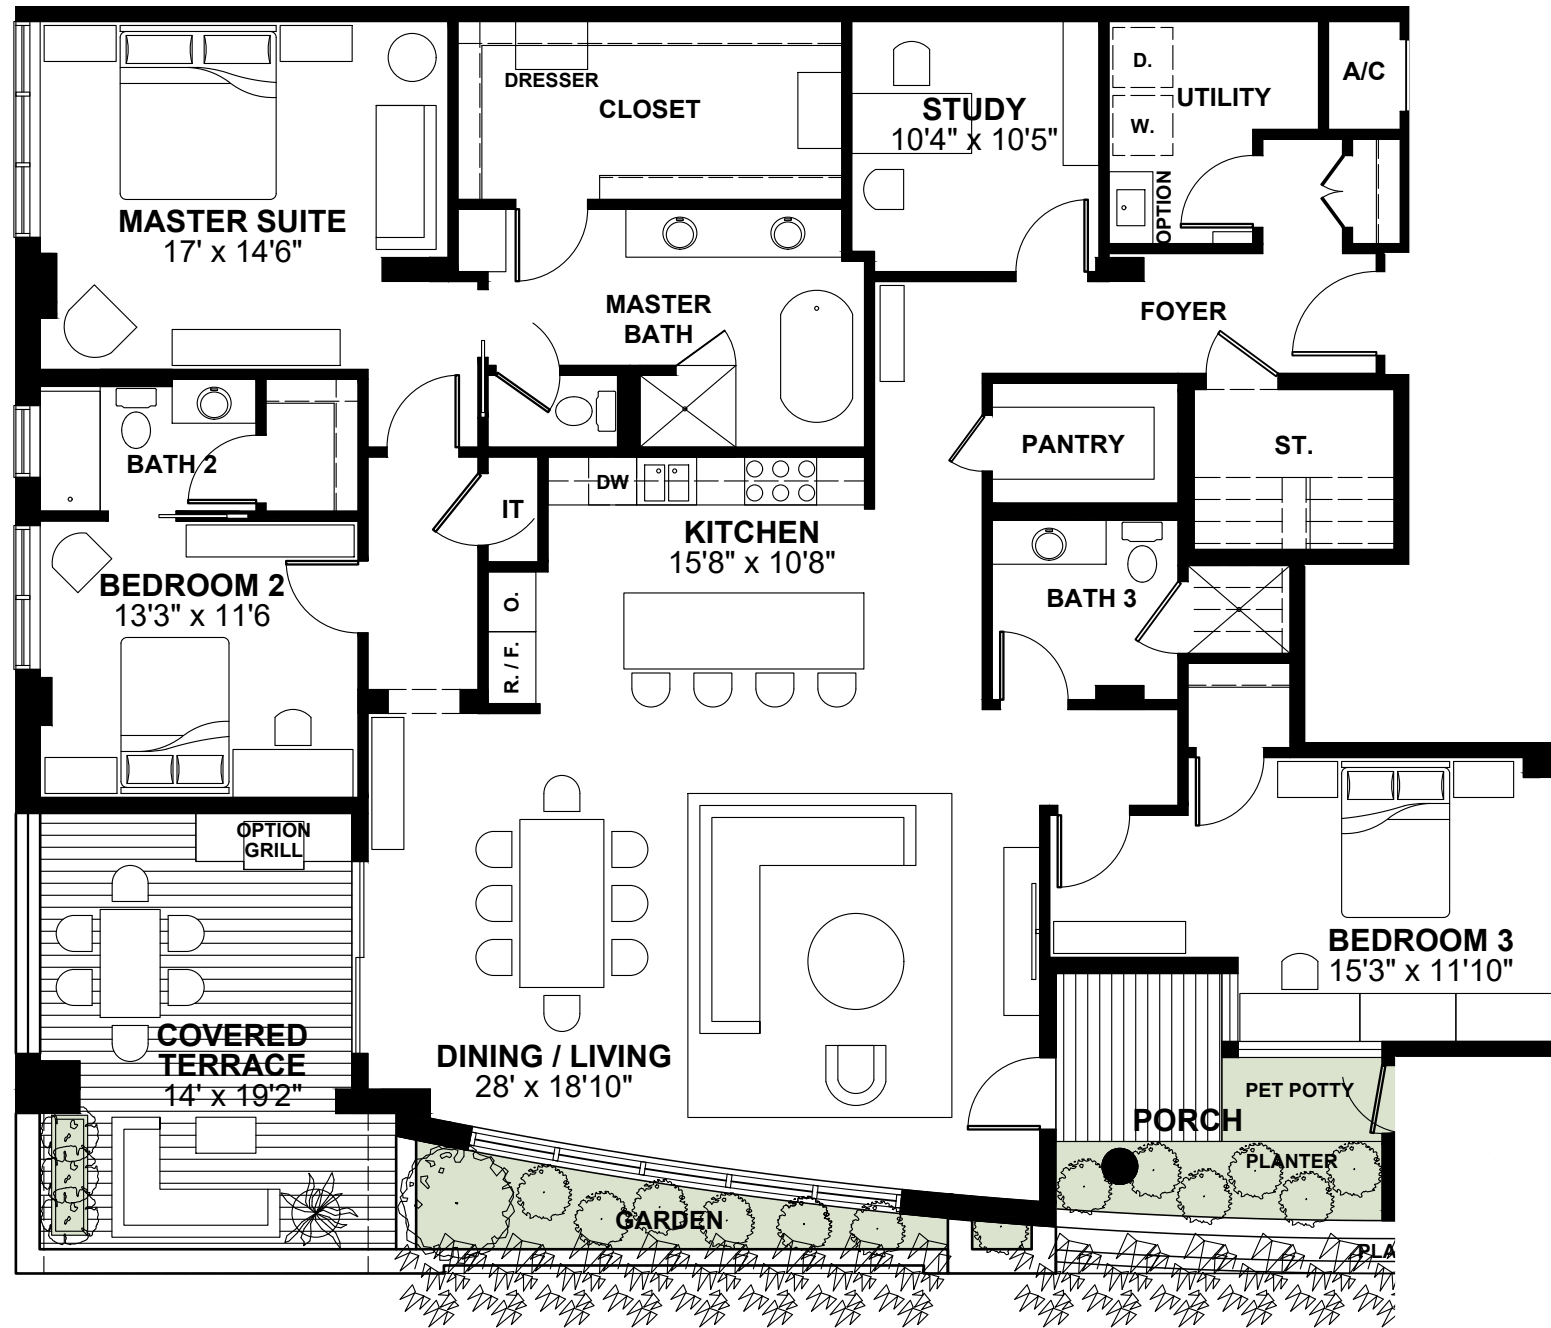 DRESSER
CLOSET
STUDY
10'4" x 10'5"
D.
W.
UTILITY
A/C
OPTION
MASTER SUITE
17' x 14'6"
MASTER
BATH
FOYER
BATH 2
IT
DW
KITCHEN
15'8" x 10'8"
PANTRY
ST.
BEDROOM 2
13'3" x 11'6
O.
R. / F.
BATH 3
OPTION
GRILL
COVERED
TERRACE
14' x 19'2"
DINING / LIVING
28' x 18'10"
BEDROOM 3
15'3" x 11'10"
PET POTTY
PORCH
PLANTER
GARDEN
PLA